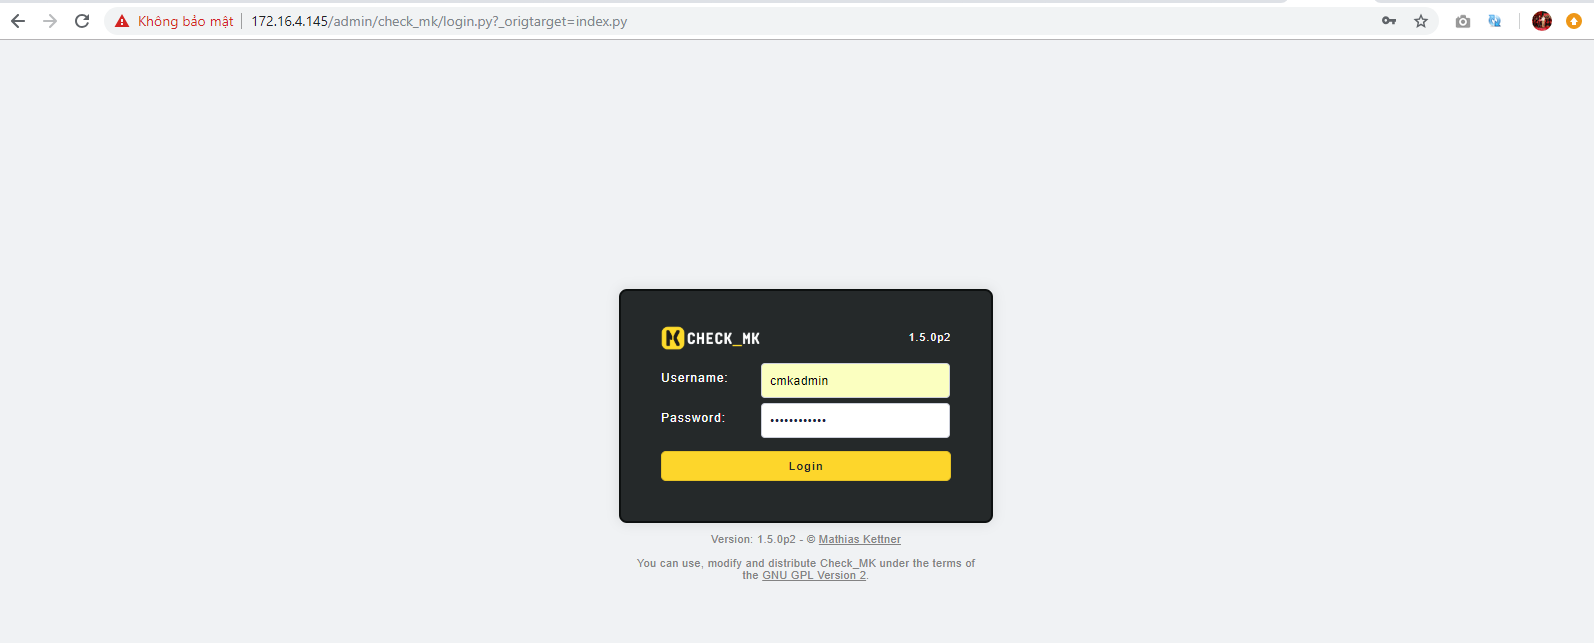 Không bảo mật 172.16.4.145/admin/check_mk/login.py?_origtarget=index.py
CHECK_MK 1.5.0p2
Username: cmkadmin
Password: ••••••••••••
Login
Version: 1.5.0p2 - © Mathias Kettner
You can use, modify and distribute Check_MK under the terms of
the GNU GPL Version 2.